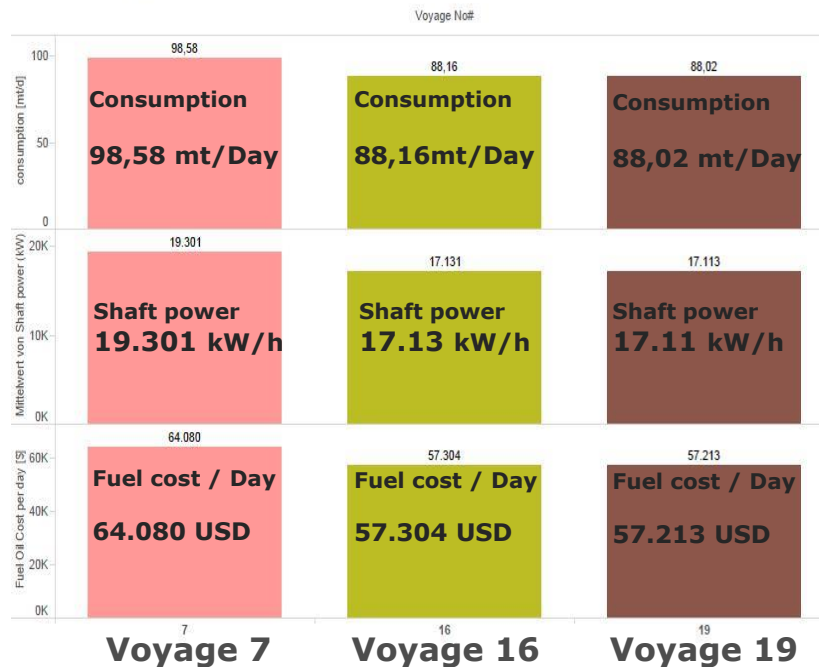 Voyage No#
consumption [mt/d]
100
50
0
98,58
Consumption
98,58 mt/Day
88,16
Consumption
88,16mt/Day
88,02
Consumption
88,02 mt/Day
Mittelwert von Shaft power (kW)
20K
10K
0K
19.301
Shaft power
19.301 kW/h
17.131
Shaft power
17.13 kW/h
17.113
Shaft power
17.11 kW/h
Fuel Oil Cost per day [$]
60K
40K
20K
0K
64.080
Fuel cost / Day
64.080 USD
57.304
Fuel cost / Day
57.304 USD
57.213
Fuel cost / Day
57.213 USD
7
16
19
Voyage 7
Voyage 16
Voyage 19